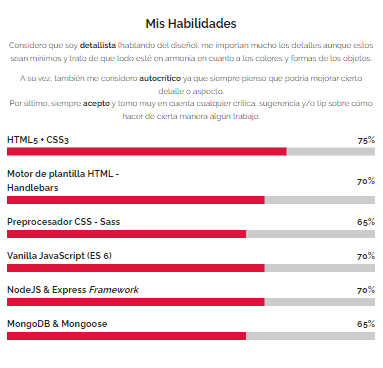 Mis Habilidades
Considero que soy detallista (hablando del diseño), me importan mucho los detalles aunque estos
sean mínimos y trato de que todo esté en armonía en cuanto a los colores y formas de los objetos.
A su vez, también me considero autocrítico ya que siempre pienso que podría mejorar cierto
detalle o aspecto.
Por último, siempre acepto y tomo muy en cuenta cualquier crítica, sugerencia y/o tip sobre cómo
hacer de cierta manera algún trabajo.
HTML5 + CSS3 75%
Motor de plantilla HTML -
Handlebars 70%
Preprocesador CSS - Sass 65%
Vanilla JavaScript (ES 6) 70%
NodeJS & Express Framework 70%
MongoDB & Mongoose 65%